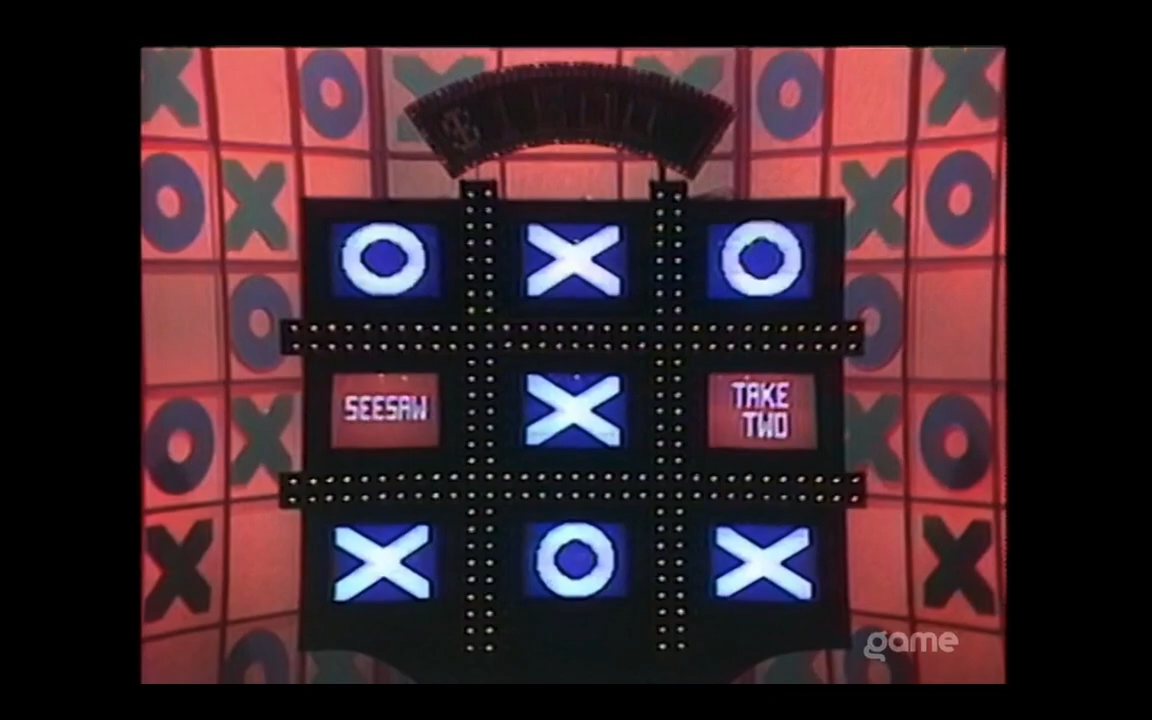 O X O
SEESAW X TAKE
TWO
X O X
game